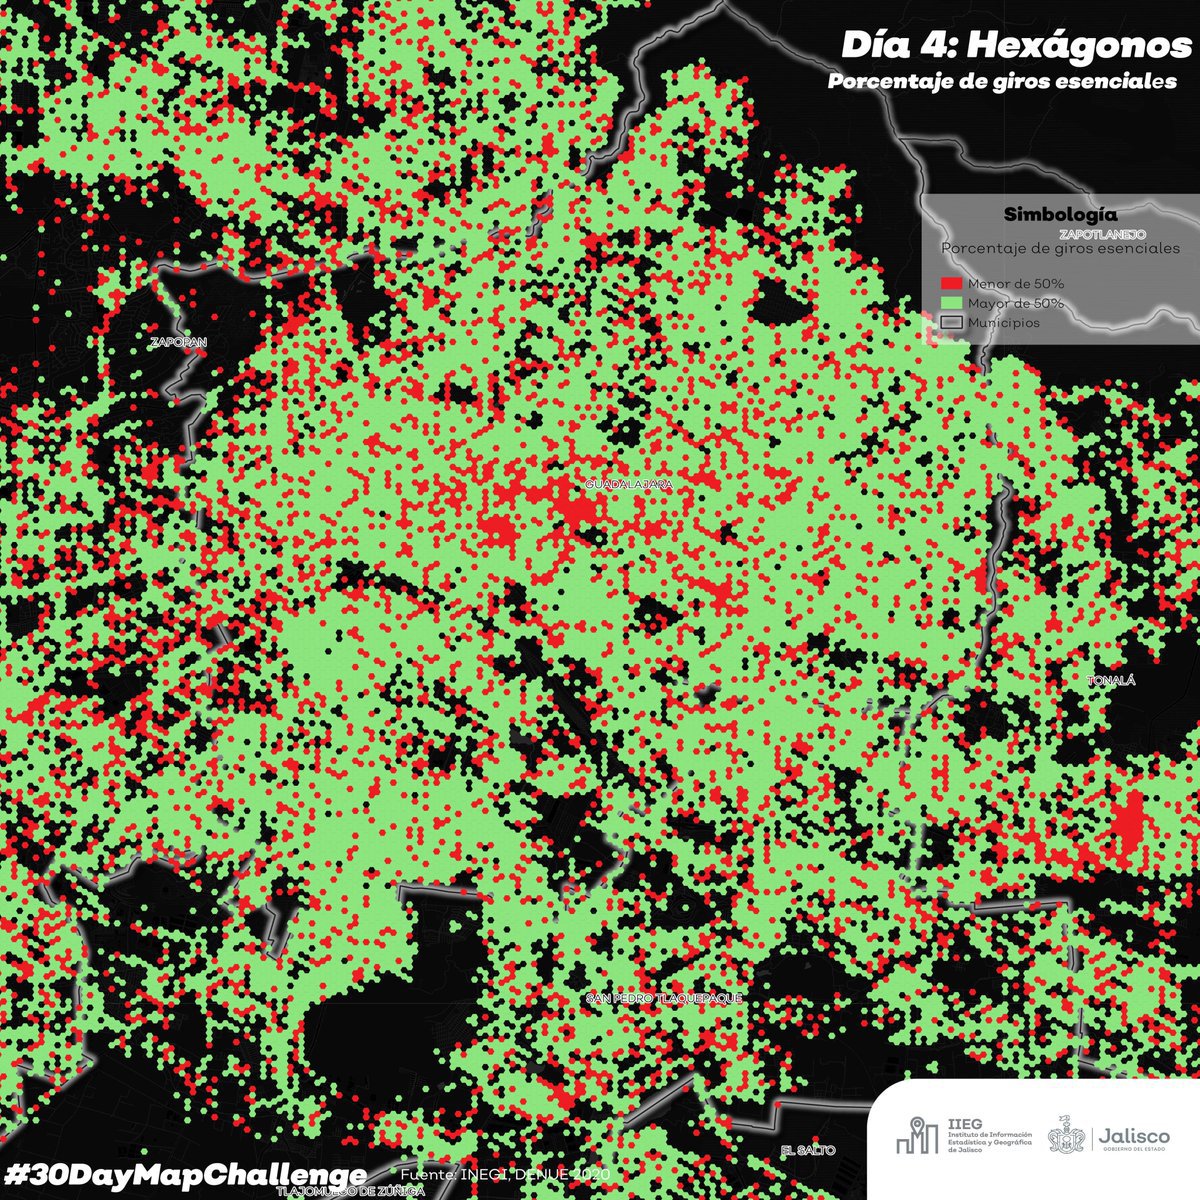 Día 4: Hexágonos
Porcentaje de giros esenciales
Simbología
ZAPOTLANEJO
Porcentaje de giros esenciales
Menor de 50%
Mayor de 50%
Municipios
ZAPOPAN
GUADALAJARA
TONALÁ
SAN PEDRO TLAQUEPAQUE
EL SALTO
IIEG
Instituto de Información
Estadística y Geográfica
de Jalisco
Jalisco
GOBIERNO DEL ESTADO
#30DayMapChallenge
Fuente: INEGI, DENUE 2020
TLAJOMULCO DE ZÚÑIGA